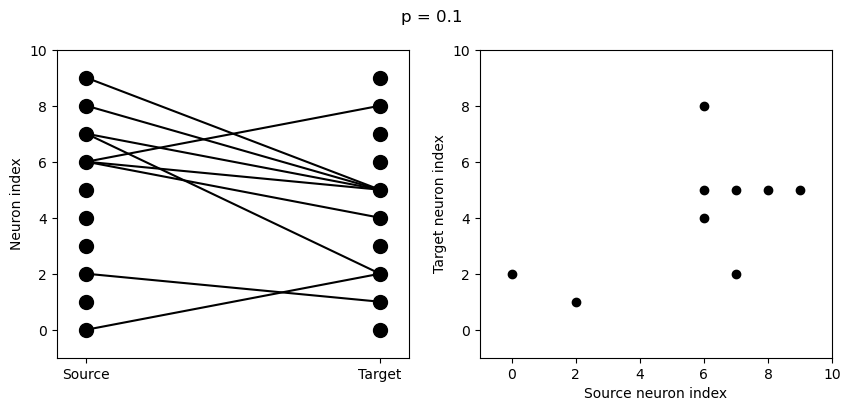 p = 0.1
Neuron index
10
8
6
4
2
0
Source Target
Target neuron index
10
8
6
4
2
0
0 2 4 6 8 10
Source neuron index